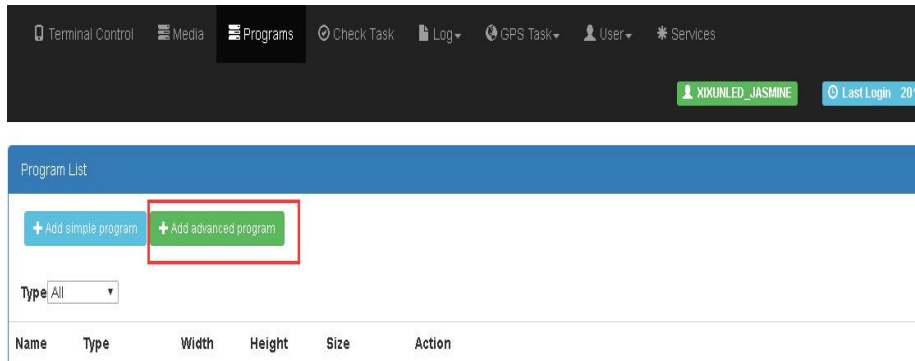 Terminal Control Media Programs Check Task Log GPS Task User Services
XIXUNLED_JASMINE Last Login 201
Program List
Add simple program Add advanced program
Type All
Name Type Width Height Size Action